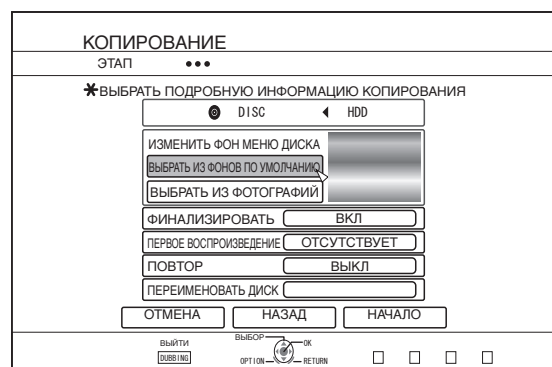 КОПИРОВАНИЕ
ЭТАП
*ВЫБРАТЬ ПОДРОБНУЮ ИНФОРМАЦИЮ КОПИРОВАНИЯ
DISC HDD
ИЗМЕНИТЬ ФОН МЕНЮ ДИСКА
ВЫБРАТЬ ИЗ ФОНОВ ПО УМОЛЧАНИЮ
ВЫБРАТЬ ИЗ ФОТОГРАФИЙ
ФИНАЛИЗИРОВАТЬ ВКЛ
ПЕРВОЕ ВОСПРОИЗВЕДЕНИЕ ОТСУТСТВУЕТ
ПОВТОР ВЫКЛ
ПЕРЕИМЕНОВАТЬ ДИСК
ОТМЕНА НАЗАД НАЧАЛО
ВЫЙТИ ВЫБОР OK
DUBBING OPTION RETURN